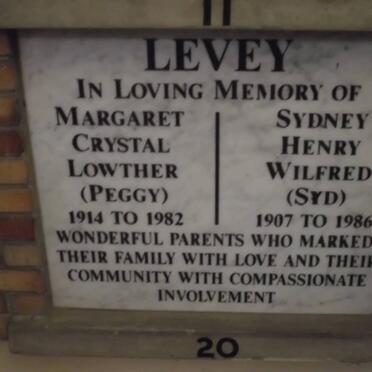 11
LEVEY
IN LOVING MEMORY OF
MARGARET
CRYSTAL
LOWTHER
(PEGGY)
1914 TO 1982
SYDNEY
HENRY
WILFRED
(SYD)
1907 TO 1986
WONDERFUL PARENTS WHO MARKED
THEIR FAMILY WITH LOVE AND THEIR
COMMUNITY WITH COMPASSIONATE
INVOLVEMENT
20